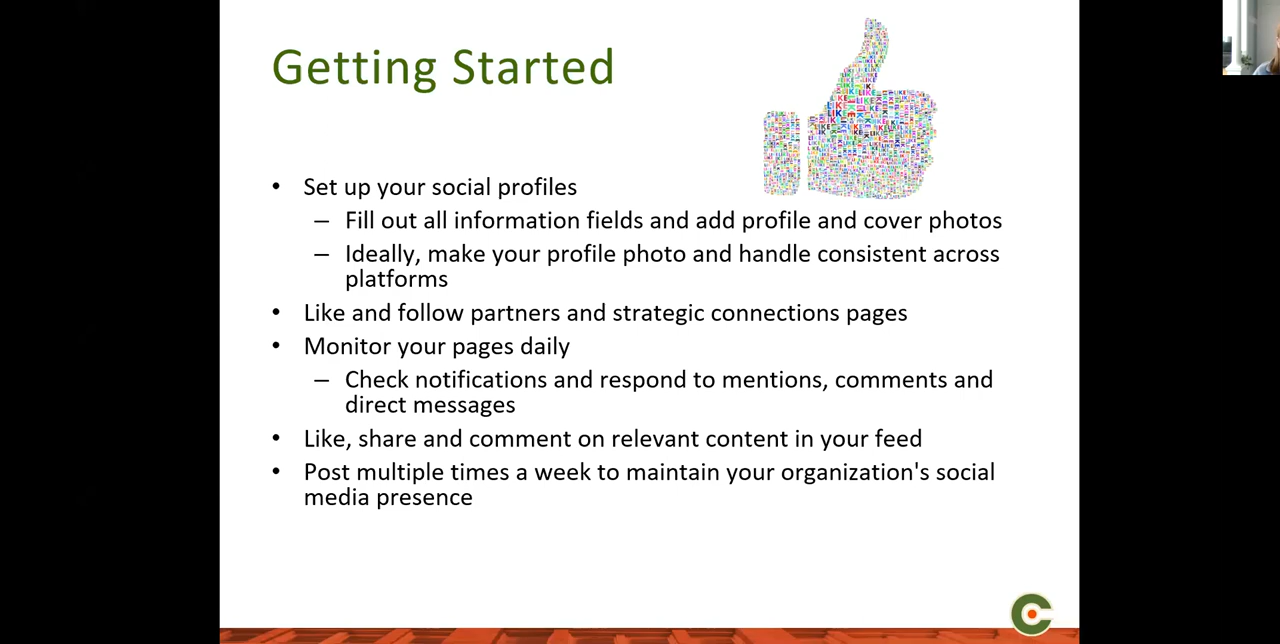 Getting Started
• Set up your social profiles
– Fill out all information fields and add profile and cover photos
– Ideally, make your profile photo and handle consistent across
platforms
• Like and follow partners and strategic connections pages
• Monitor your pages daily
– Check notifications and respond to mentions, comments and
direct messages
• Like, share and comment on relevant content in your feed
• Post multiple times a week to maintain your organization's social
media presence